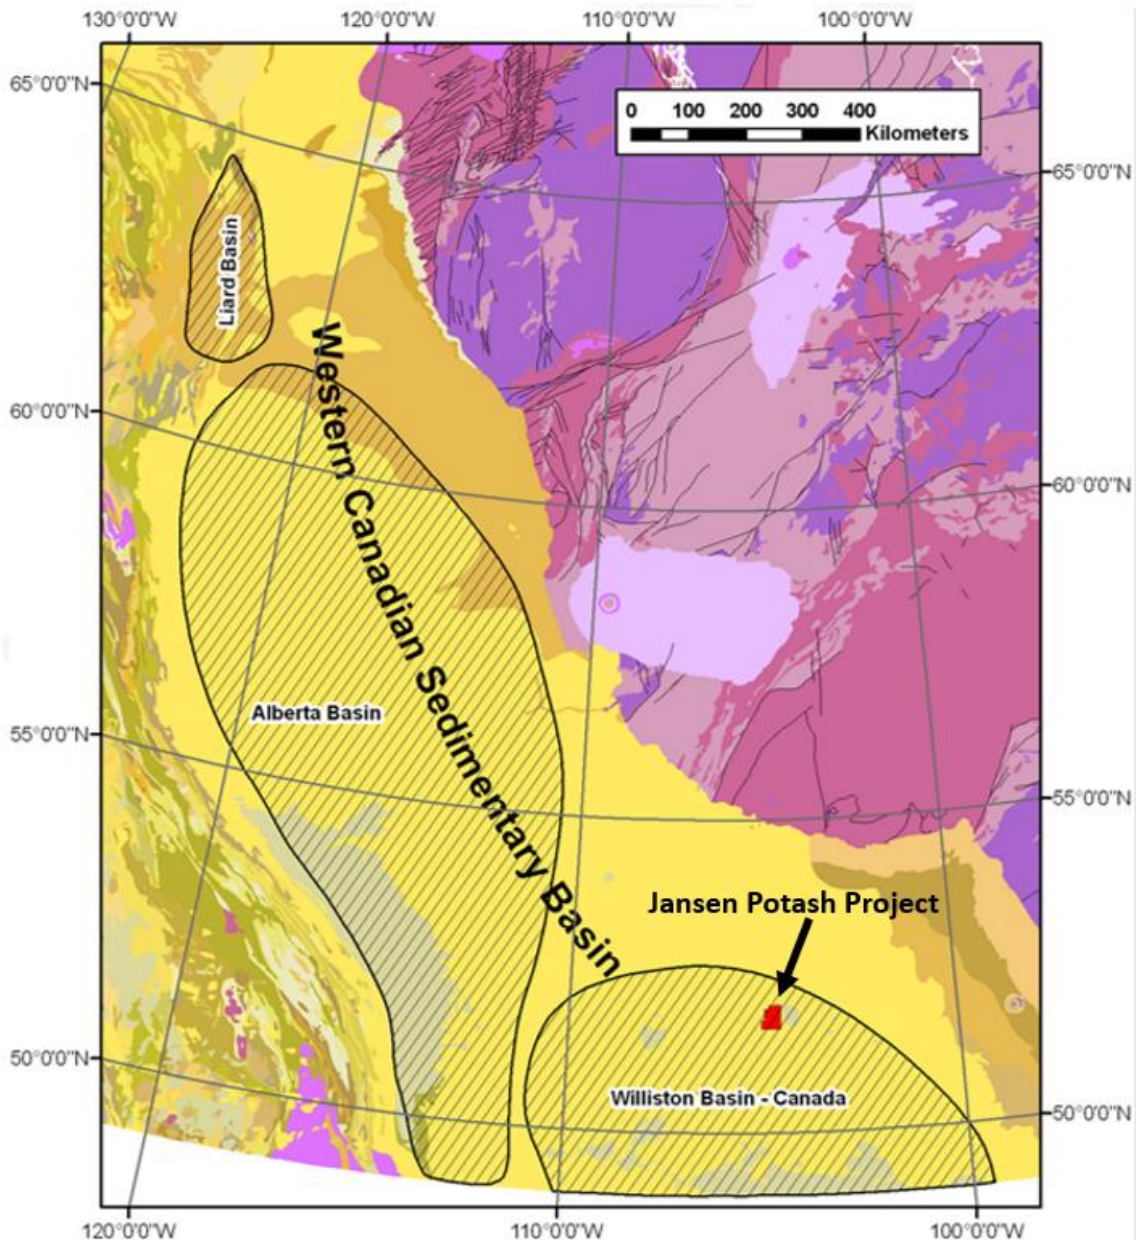 130°0'0"W 120°0'0"W 110°0'0"W 100°0'0"W
65°0'0"N
0 100 200 300 400
Kilometers
65°0'0"N
Liard Basin
Western Canadian Sedimentary Basin
60°0'0"N
60°0'0"N
Alberta Basin
55°0'0"N
55°0'0"N
Jansen Potash Project
50°0'0"N
Williston Basin - Canada
50°0'0"N
120°0'0"W 110°0'0"W 100°0'0"W